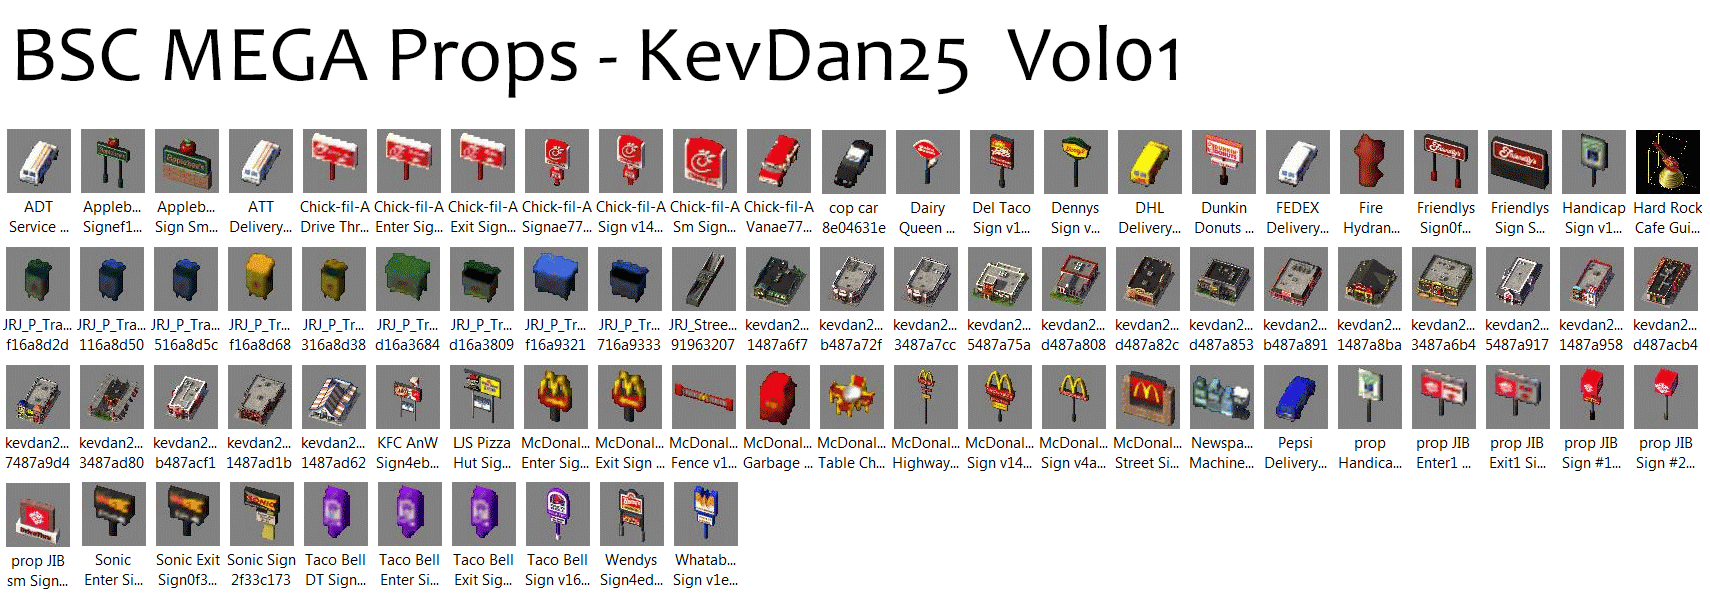 BSC MEGA Props - KevDan25 Vol01
ADT Appleb... Appleb... ATT Chick-fil-A Chick-fil-A Chick-fil-A Chick-fil-A Chick-fil-A Chick-fil-A Chick-fil-A cop car Dairy Del Taco Dennys DHL Dunkin FEDEX Fire Friendlys Friendlys Handicap Hard Rock
Service ... Signef1... Sign Sm... Delivery... Drive Thr... Enter Sig... Exit Sign... Signae77... Sign v14... Sm Sign... Vanae77... 8e04631e Queen ... Sign v1... Sign v... Delivery... Donuts ... Delivery... Hydran... Sign0f... Sign S... Sign v1... Cafe Gui...
JRJ_P_Tra... JRJ_P_Tra... JRJ_P_Tra... JRJ_P_Tr... JRJ_P_Tr... JRJ_P_Tr... JRJ_P_Tr... JRJ_P_Tr... JRJ_P_Tr... JRJ_Stree... kevdan2... kevdan2... kevdan2... kevdan2... kevdan2... kevdan2... kevdan2... kevdan2... kevdan2... kevdan2... kevdan2... kevdan2... kevdan2...
f16a8d2d 116a8d50 516a8d5c f16a8d68 316a8d38 d16a3684 d16a3809 f16a9321 716a9333 91963207 1487a6f7 b487a72f 3487a7cc 5487a75a d487a808 d487a82c d487a853 b487a891 1487a8ba 3487a6b4 5487a917 1487a958 d487acb4
kevdan2... kevdan2... kevdan2... kevdan2... kevdan2... KFC AnW LJS Pizza McDonal... McDonal... McDonal... McDonal... McDonal... McDonal... McDonal... McDonal... McDonal... Newspa... Pepsi prop prop JIB prop JIB prop JIB prop JIB
7487a9d4 3487ad80 b487acf1 1487ad1b 1487ad62 Sign4eb... Hut Sig... Enter Sig... Exit Sign ... Fence v1... Garbage ... Table Ch... Highway... Sign v14... Sign v4a... Street Si... Machine... Delivery... Handica... Enter1 ... Exit1 Si... Sign #1... Sign #2...
prop JIB Sonic Sonic Exit Sonic Sign Taco Bell Taco Bell Taco Bell Taco Bell Wendys Whatab...
sm Sign... Enter Si... Sign0f3... 2f33c173 DT Sign... Enter Si... Exit Sig... Sign v16... Sign4ed... Sign v1e...